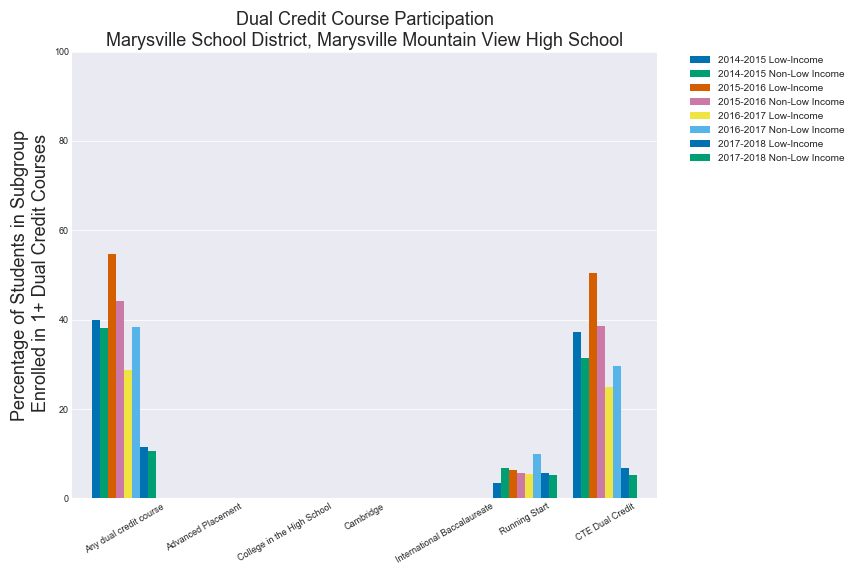 Dual Credit Course Participation
Marysville School District, Marysville Mountain View High School
Percentage of Students in Subgroup
Enrolled in 1+ Dual Credit Courses
100
80
60
40
20
0
Any dual credit course
Advanced Placement
College in the High School
Cambridge
International Baccalaureate
Running Start
CTE Dual Credit
2014-2015 Low-Income
2014-2015 Non-Low Income
2015-2016 Low-Income
2015-2016 Non-Low Income
2016-2017 Low-Income
2016-2017 Non-Low Income
2017-2018 Low-Income
2017-2018 Non-Low Income